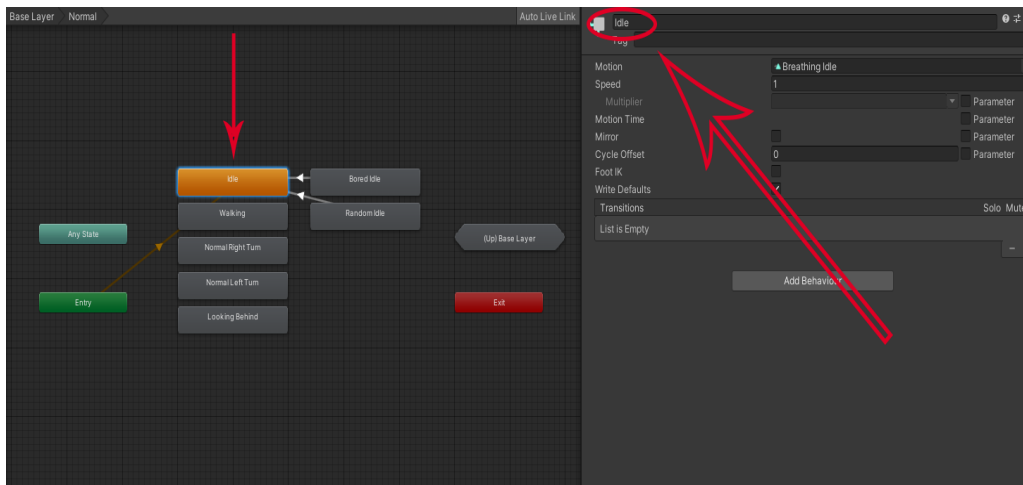 Base Layer Normal Auto Live Link
Idle
Tag
Motion Breathing Idle
Speed 1
Multiplier Parameter
Motion Time Parameter
Mirror Parameter
Cycle Offset 0 Parameter
Foot IK
Write Defaults
Transitions Solo Mute
List is Empty
Add Behaviour
Idle Bored Idle
Walking Random Idle
Any State
(Up) Base Layer
Normal Right Turn
Normal Left Turn
Entry
Exit
Looking Behind